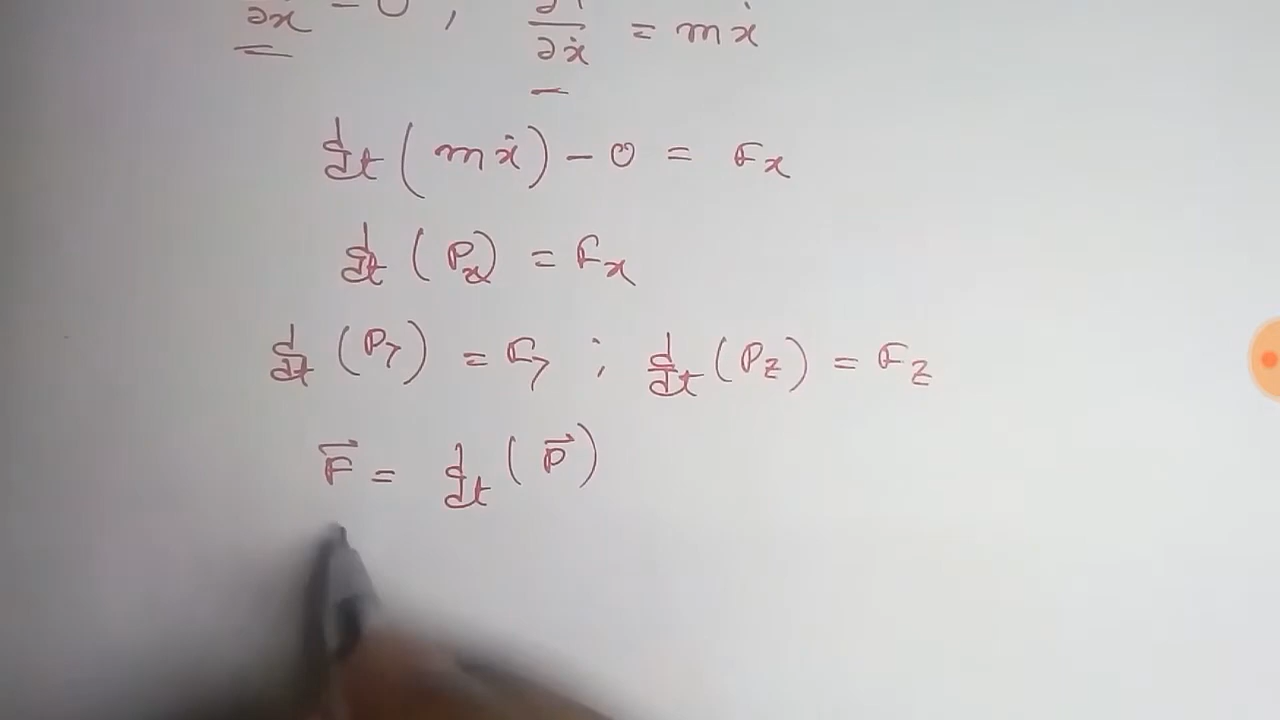 ∂x = 0 , ∂T/∂ẋ = mẋ
d/dt ( mẋ ) - 0 = Fx
d/dt ( Px ) = Fx
d/dt ( Py ) = Fy ; d/dt ( Pz ) = Fz
F⃗ = d/dt ( P⃗ )